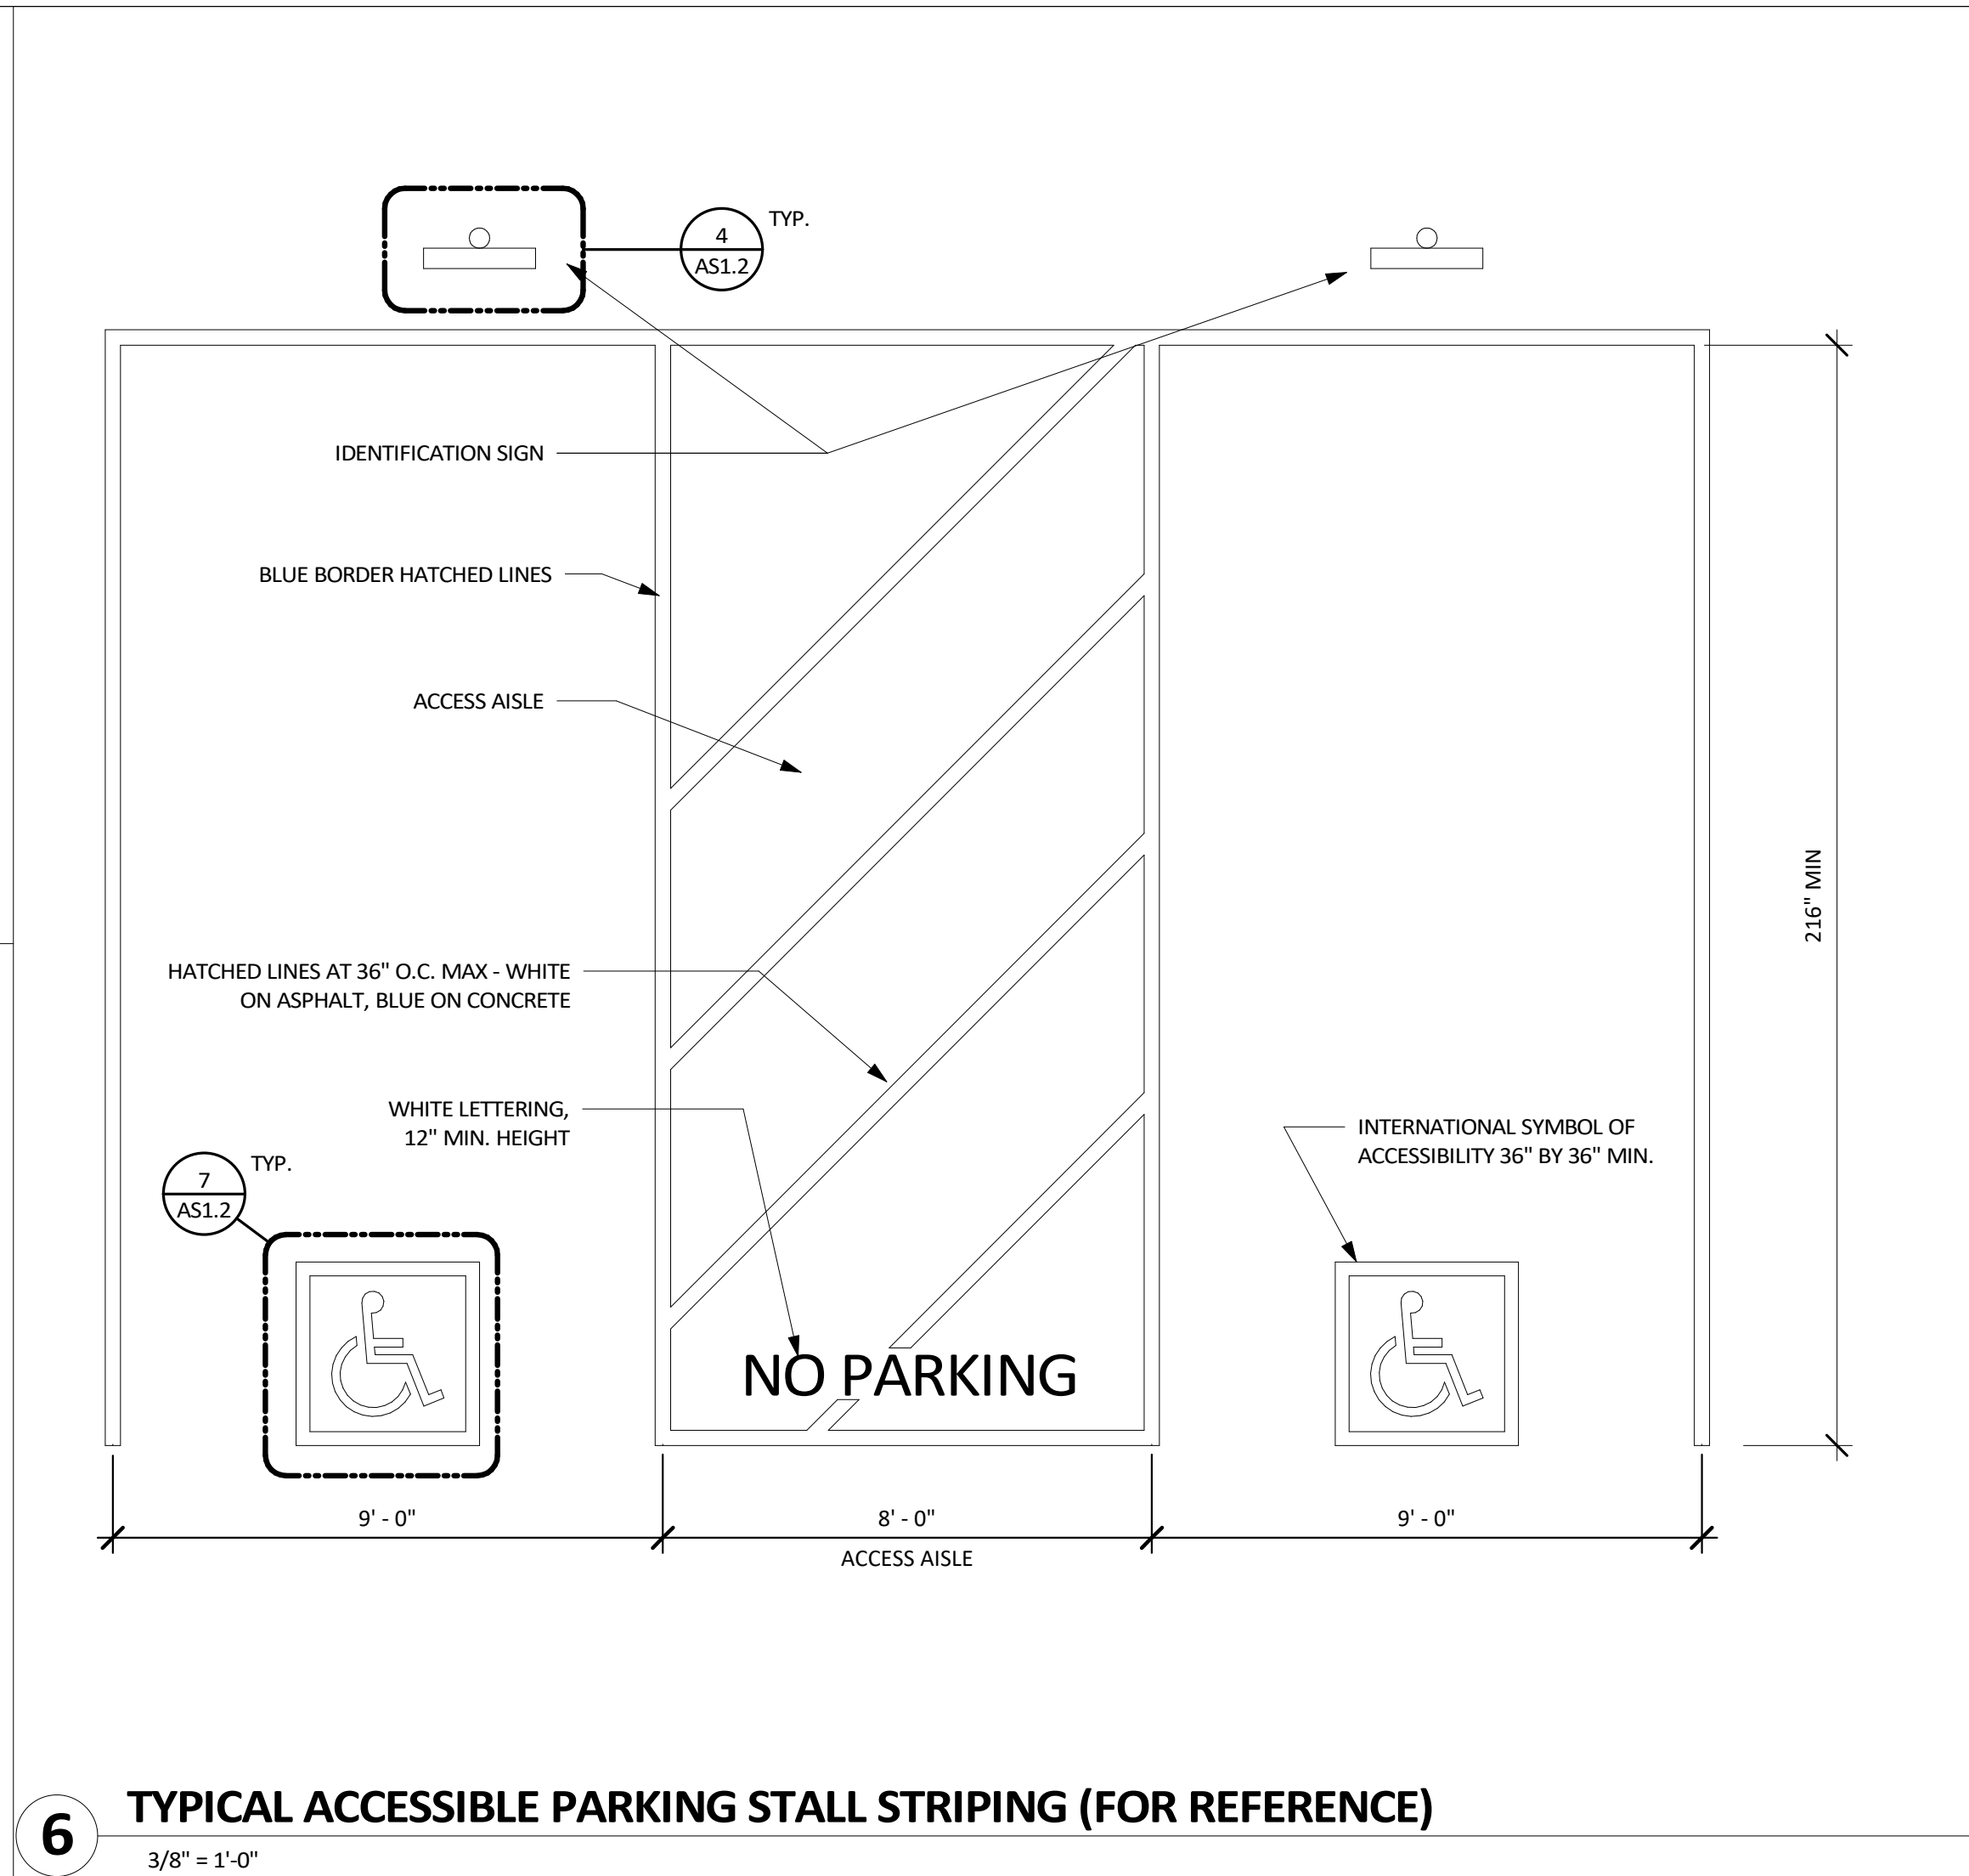 4
AS1.2
TYP.
IDENTIFICATION SIGN
BLUE BORDER HATCHED LINES
ACCESS AISLE
216" MIN
HATCHED LINES AT 36" O.C. MAX - WHITE
ON ASPHALT, BLUE ON CONCRETE
WHITE LETTERING,
12" MIN. HEIGHT
INTERNATIONAL SYMBOL OF
ACCESSIBILITY 36" BY 36" MIN.
7
AS1.2
TYP.
NO PARKING
9' - 0"
8' - 0"
9' - 0"
ACCESS AISLE
6
TYPICAL ACCESSIBLE PARKING STALL STRIPING (FOR REFERENCE)
3/8" = 1'-0"